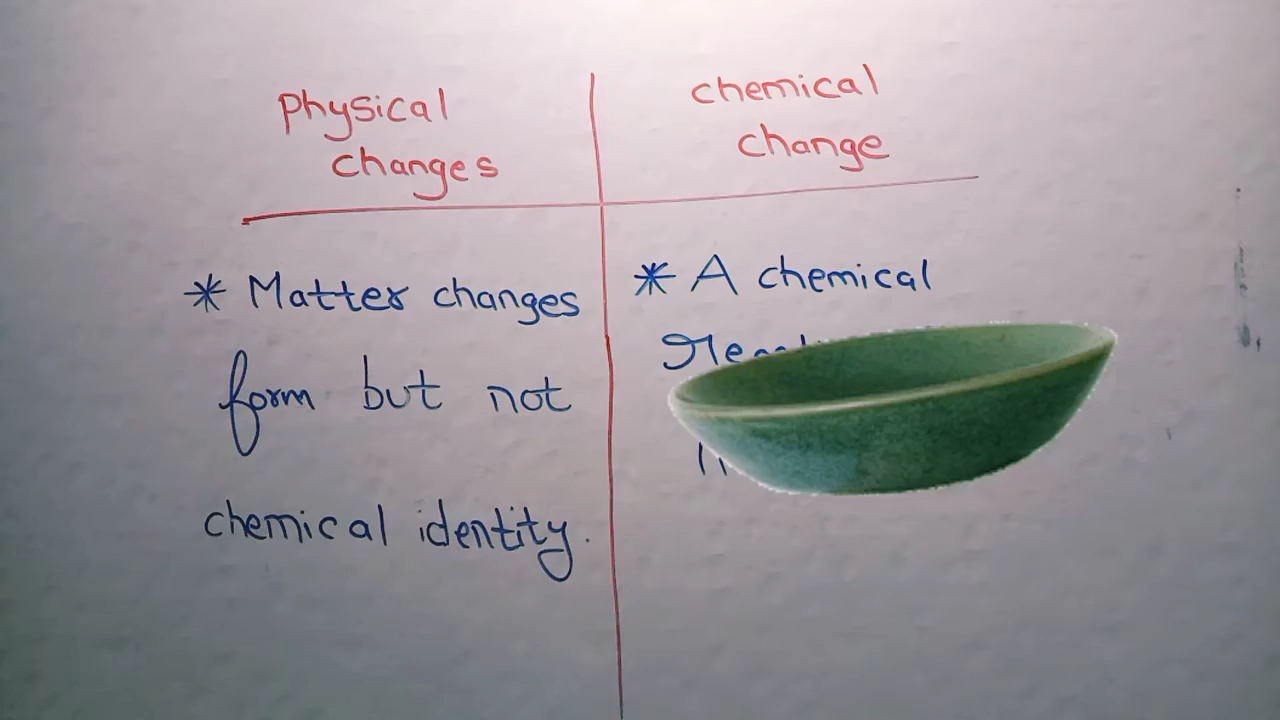 Physical
changes
chemical
change
* Matter changes
form but not
chemical identity.
* A chemical